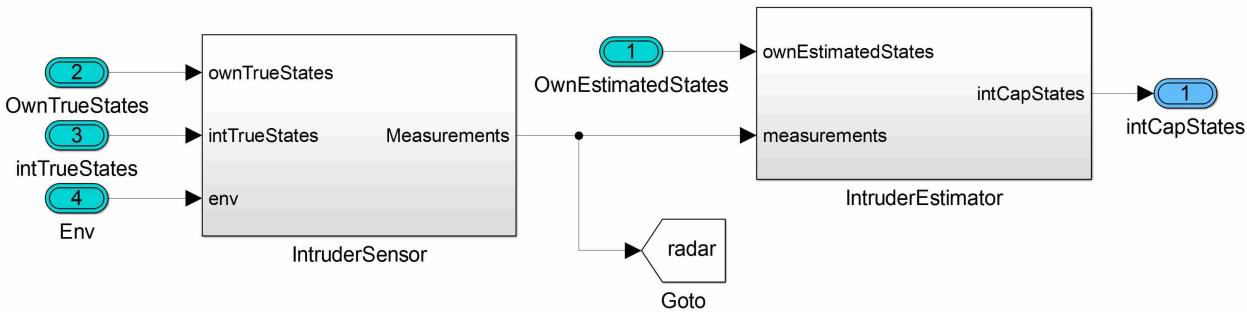 2
OwnTrueStates
3
intTrueStates
4
Env
ownTrueStates
intTrueStates
env
Measurements
IntruderSensor
1
OwnEstimatedStates
radar
Goto
ownEstimatedStates
measurements
intCapStates
IntruderEstimator
1
intCapStates